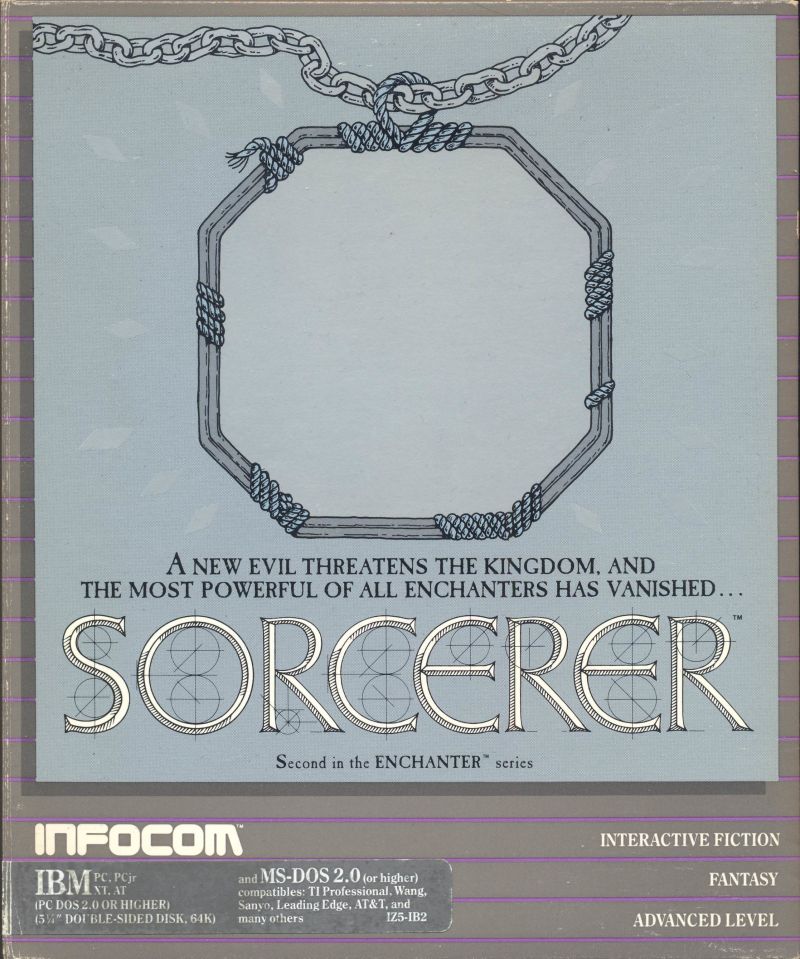 A NEW EVIL THREATENS THE KINGDOM, AND
THE MOST POWERFUL OF ALL ENCHANTERS HAS VANISHED...
SORCERER™
Second in the ENCHANTER™ series
INFOCOM™
INTERACTIVE FICTION
FANTASY
ADVANCED LEVEL
IBM PC, PCjr
XT, AT
(PC DOS 2.0 OR HIGHER)
(5¼" DOUBLE-SIDED DISK, 64K)
and MS-DOS 2.0 (or higher)
compatibles: TI Professional, Wang,
Sanyo, Leading Edge, AT&T, and
many others IZ5-IB2